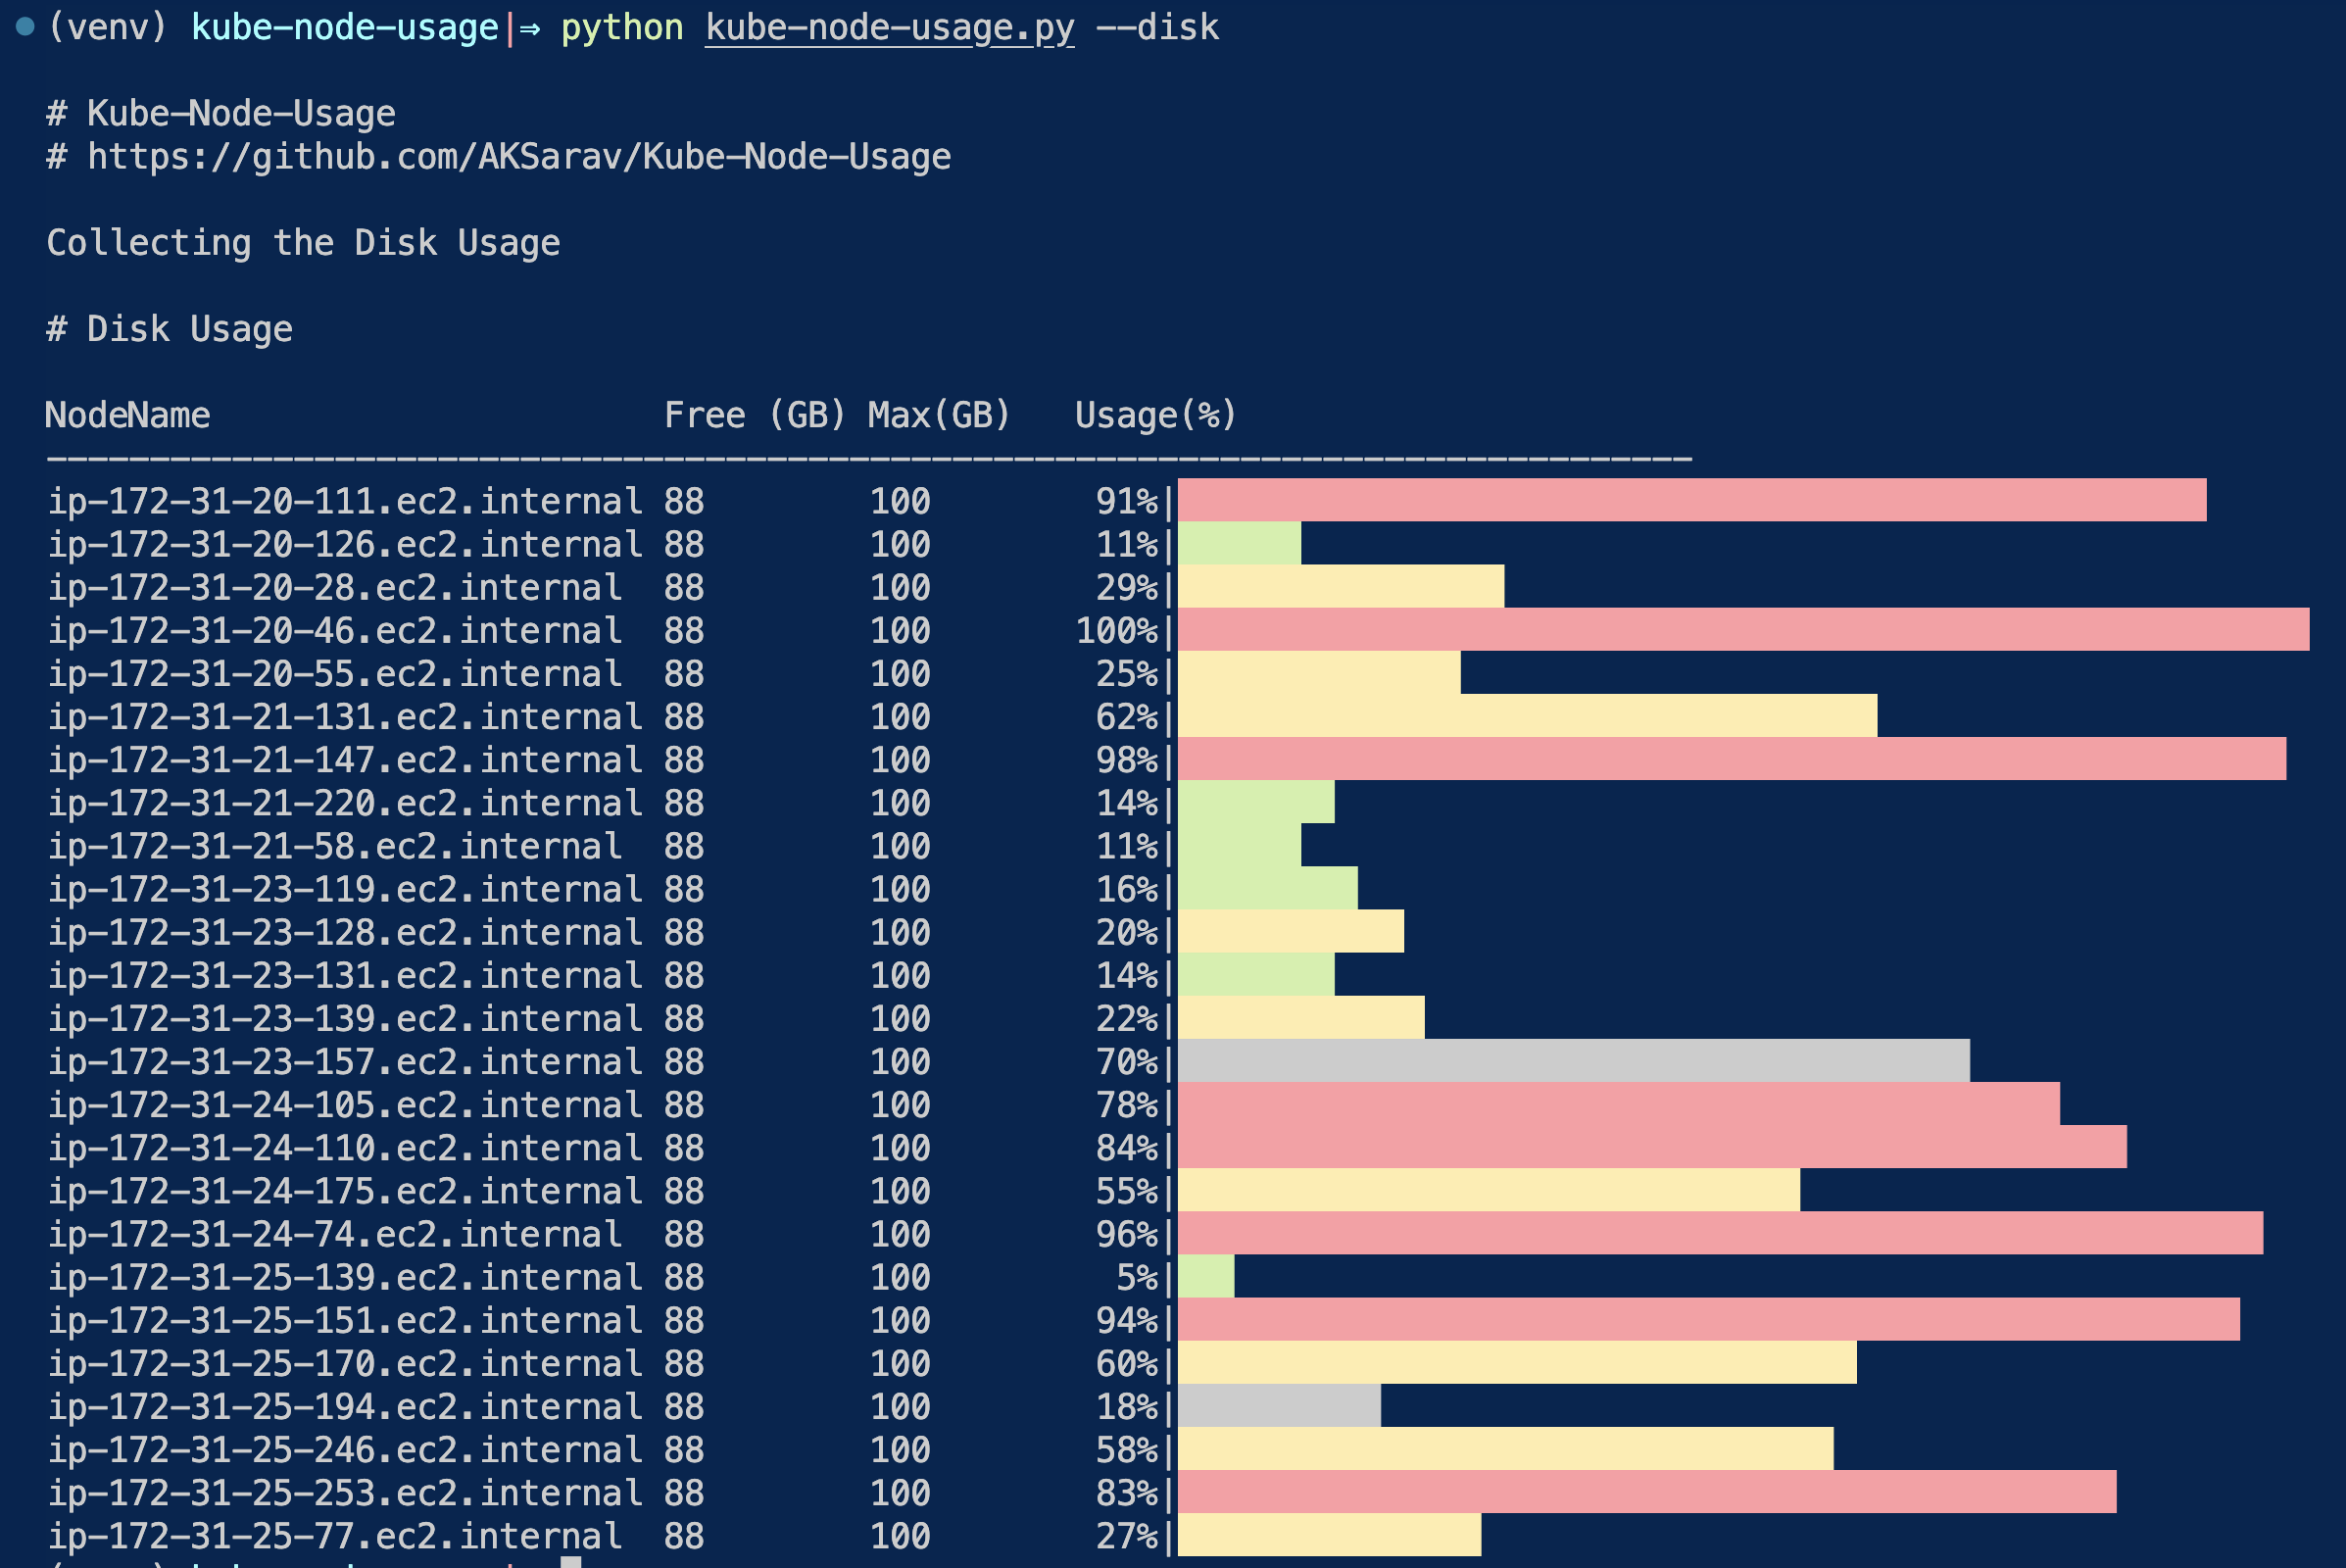 (venv) kube-node-usage|⇒ python kube-node-usage.py --disk
# Kube-Node-Usage
# https://github.com/AKSarav/Kube-Node-Usage
Collecting the Disk Usage
# Disk Usage
NodeName Free (GB) Max(GB) Usage(%)
--------------------------------------------------------------------------------
ip-172-31-20-111.ec2.internal 88 100 91%|
ip-172-31-20-126.ec2.internal 88 100 11%|
ip-172-31-20-28.ec2.internal 88 100 29%|
ip-172-31-20-46.ec2.internal 88 100 100%|
ip-172-31-20-55.ec2.internal 88 100 25%|
ip-172-31-21-131.ec2.internal 88 100 62%|
ip-172-31-21-147.ec2.internal 88 100 98%|
ip-172-31-21-220.ec2.internal 88 100 14%|
ip-172-31-21-58.ec2.internal 88 100 11%|
ip-172-31-23-119.ec2.internal 88 100 16%|
ip-172-31-23-128.ec2.internal 88 100 20%|
ip-172-31-23-131.ec2.internal 88 100 14%|
ip-172-31-23-139.ec2.internal 88 100 22%|
ip-172-31-23-157.ec2.internal 88 100 70%|
ip-172-31-24-105.ec2.internal 88 100 78%|
ip-172-31-24-110.ec2.internal 88 100 84%|
ip-172-31-24-175.ec2.internal 88 100 55%|
ip-172-31-24-74.ec2.internal 88 100 96%|
ip-172-31-25-139.ec2.internal 88 100 5%|
ip-172-31-25-151.ec2.internal 88 100 94%|
ip-172-31-25-170.ec2.internal 88 100 60%|
ip-172-31-25-194.ec2.internal 88 100 18%|
ip-172-31-25-246.ec2.internal 88 100 58%|
ip-172-31-25-253.ec2.internal 88 100 83%|
ip-172-31-25-77.ec2.internal 88 100 27%|